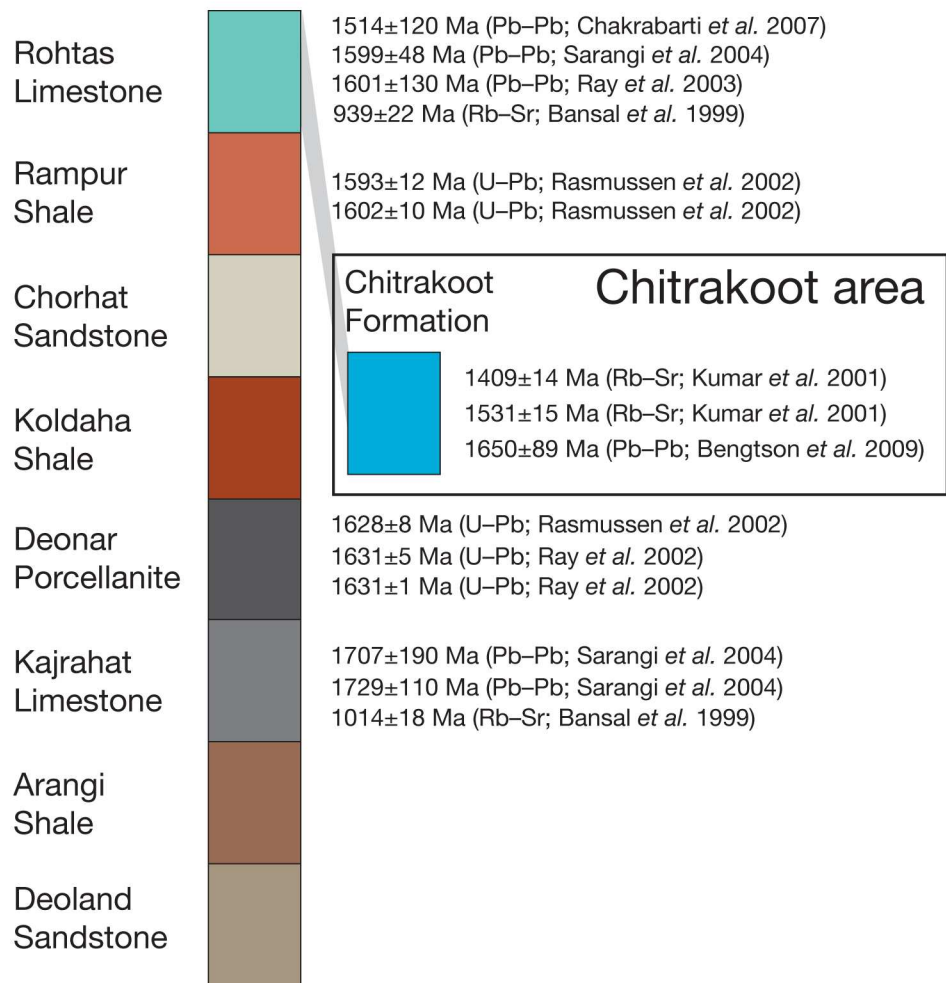 Rohtas
Limestone
1514±120 Ma (Pb–Pb; Chakrabarti et al. 2007)
1599±48 Ma (Pb–Pb; Sarangi et al. 2004)
1601±130 Ma (Pb–Pb; Ray et al. 2003)
939±22 Ma (Rb–Sr; Bansal et al. 1999)
Rampur
Shale
1593±12 Ma (U–Pb; Rasmussen et al. 2002)
1602±10 Ma (U–Pb; Rasmussen et al. 2002)
Chorhat
Sandstone
Chitrakoot area
Chitrakoot
Formation
1409±14 Ma (Rb–Sr; Kumar et al. 2001)
1531±15 Ma (Rb–Sr; Kumar et al. 2001)
1650±89 Ma (Pb–Pb; Bengtson et al. 2009)
Koldaha
Shale
Deonar
Porcellanite
1628±8 Ma (U–Pb; Rasmussen et al. 2002)
1631±5 Ma (U–Pb; Ray et al. 2002)
1631±1 Ma (U–Pb; Ray et al. 2002)
Kajrahat
Limestone
1707±190 Ma (Pb–Pb; Sarangi et al. 2004)
1729±110 Ma (Pb–Pb; Sarangi et al. 2004)
1014±18 Ma (Rb–Sr; Bansal et al. 1999)
Arangi
Shale
Deoland
Sandstone